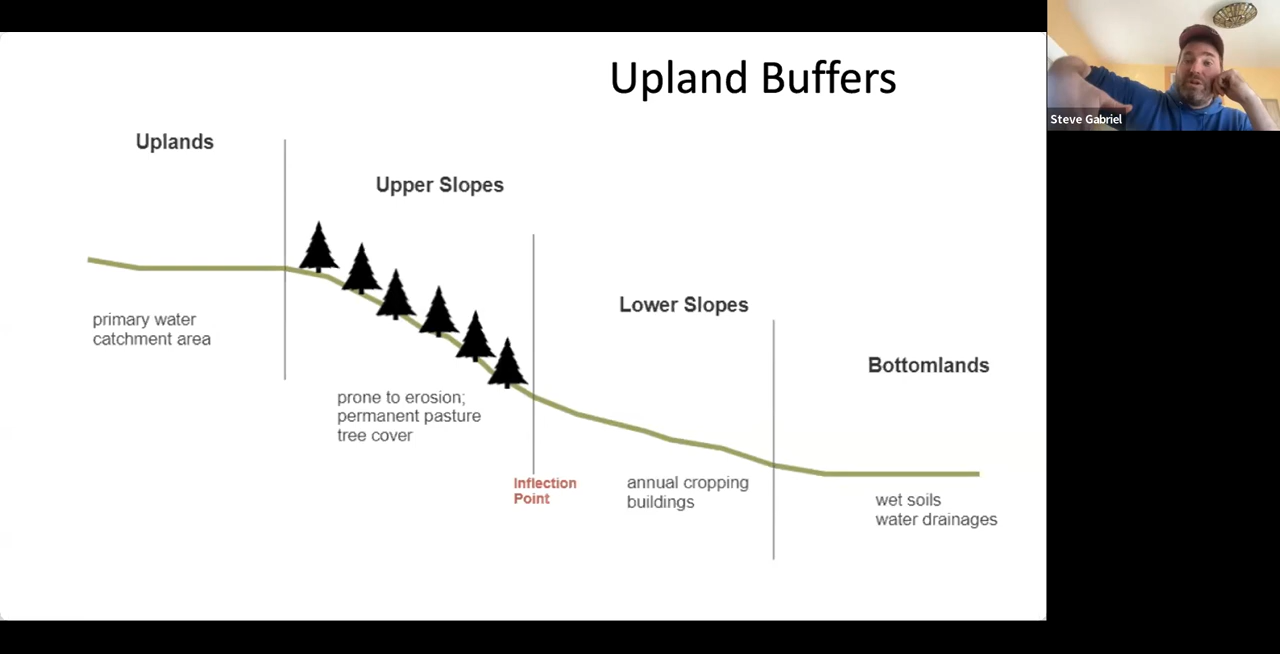 Upland Buffers
Steve Gabriel
Uplands
Upper Slopes
Lower Slopes
Bottomlands
primary water
catchment area
prone to erosion;
permanent pasture
tree cover
Inflection
Point
annual cropping
buildings
wet soils
water drainages